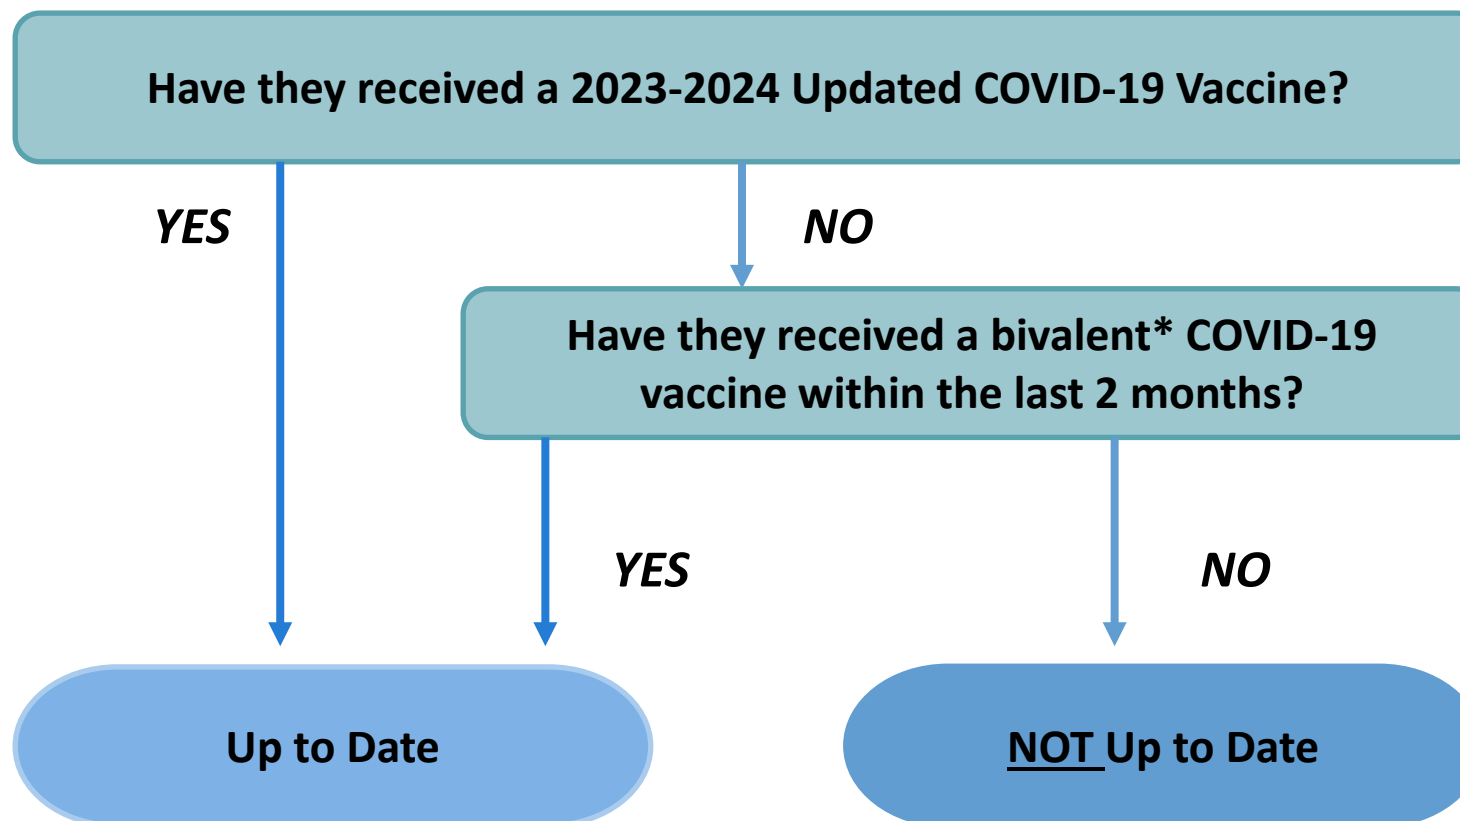 Have they received a 2023-2024 Updated COVID-19 Vaccine?
YES
NO
Have they received a bivalent* COVID-19
vaccine within the last 2 months?
YES
NO
Up to Date
NOT Up to Date